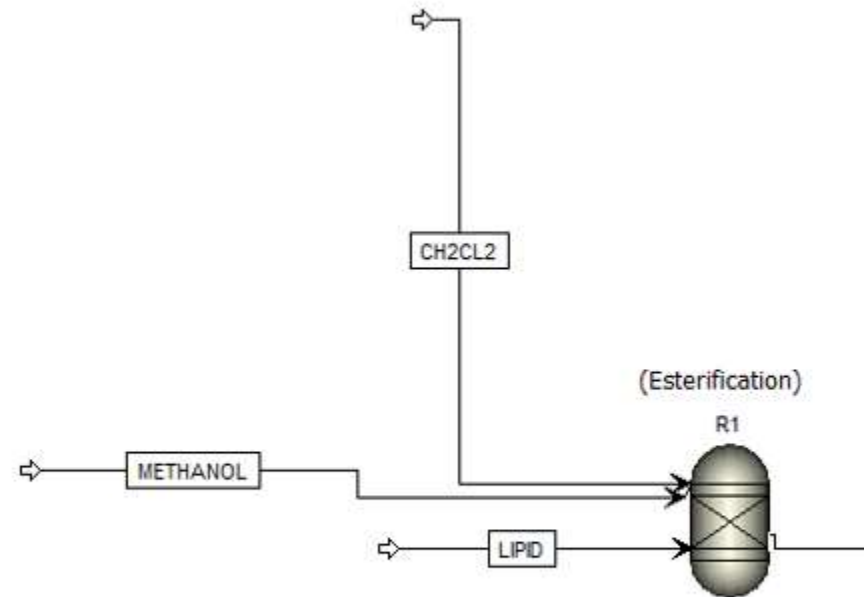 CH2CL2
(Esterification)
R1
METHANOL
LIPID